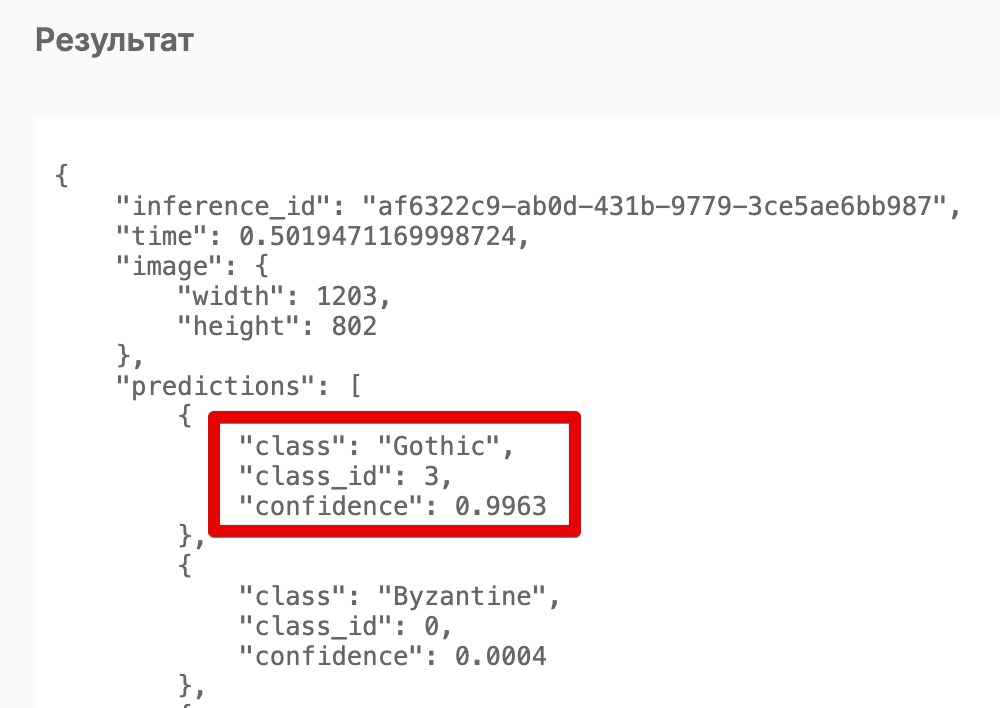 Результат
{
"inference_id": "af6322c9-ab0d-431b-9779-3ce5ae6bb987",
"time": 0.5019471169998724,
"image": {
"width": 1203,
"height": 802
},
"predictions": [
{
"class": "Gothic",
"class_id": 3,
"confidence": 0.9963
},
{
"class": "Byzantine",
"class_id": 0,
"confidence": 0.0004
},
{